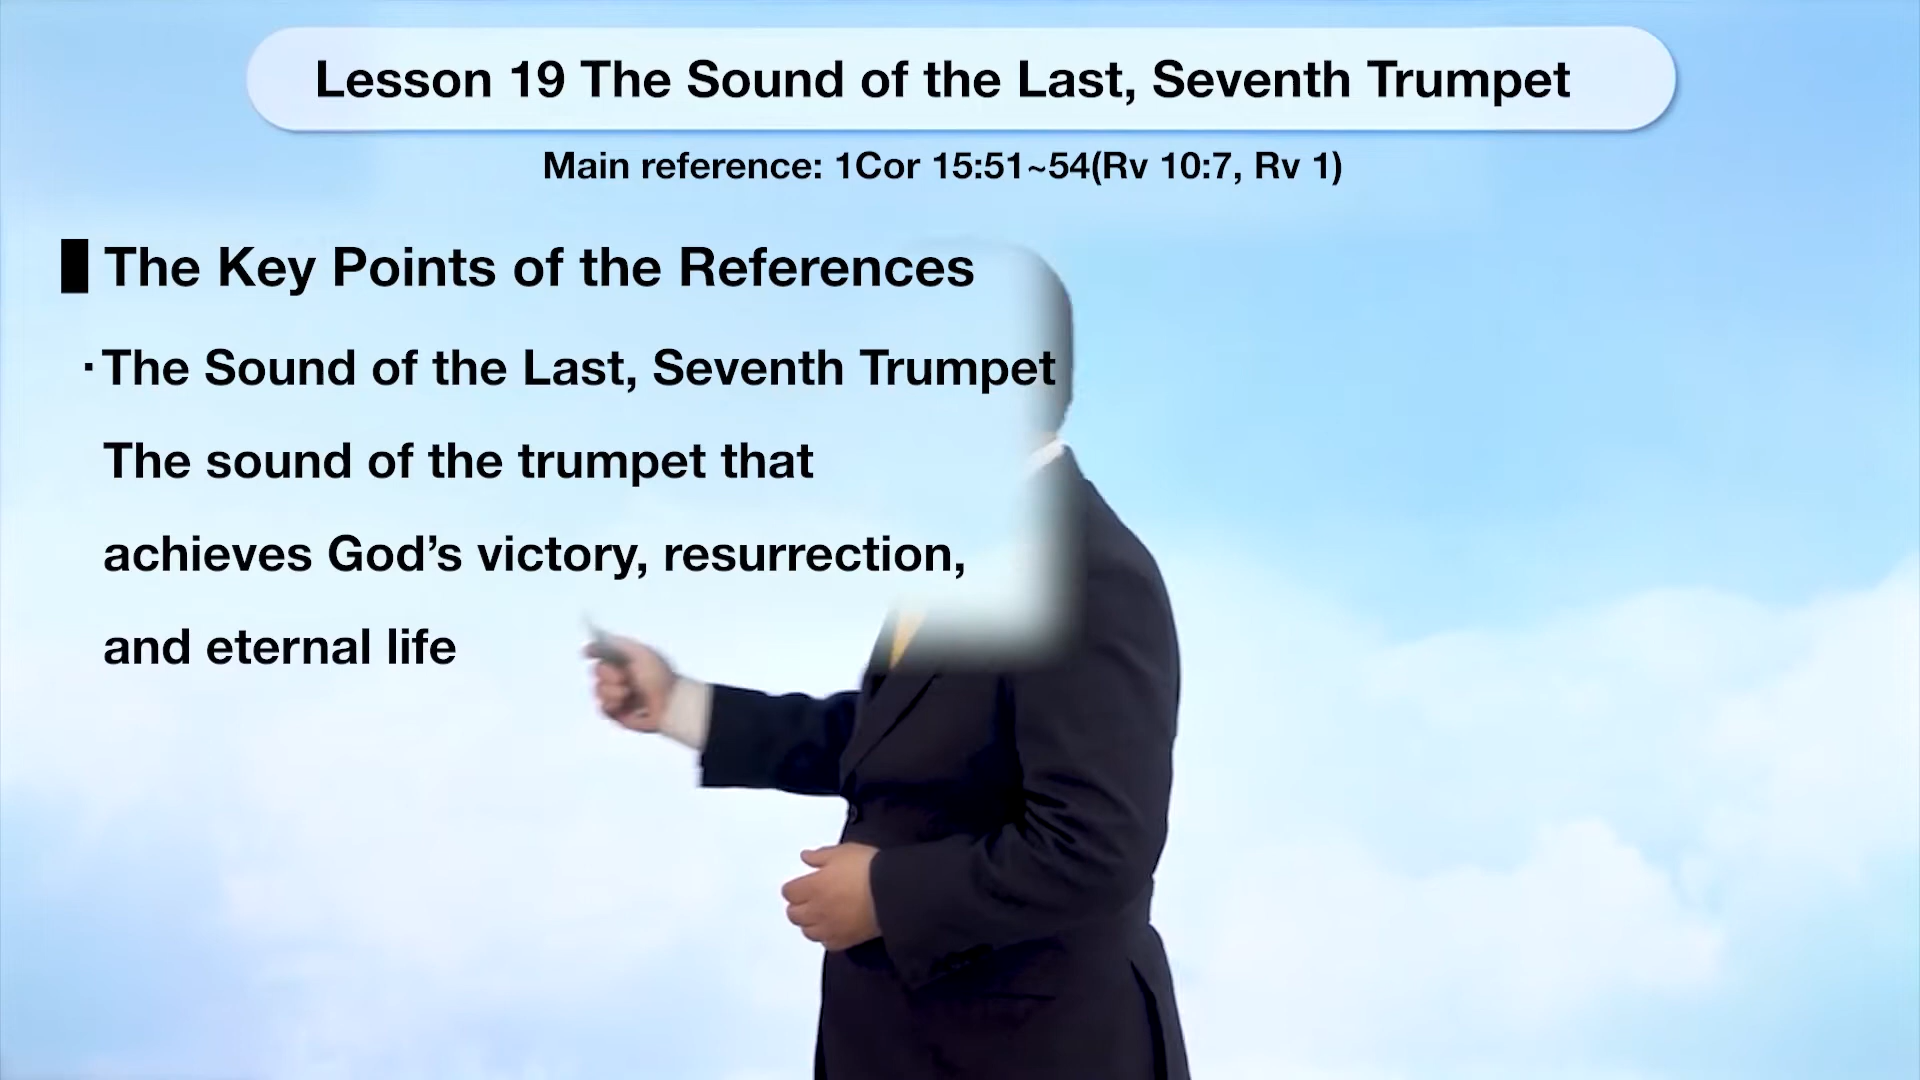 Lesson 19 The Sound of the Last, Seventh Trumpet
Main reference: 1Cor 15:51~54(Rv 10:7, Rv 1)
The Key Points of the References
·The Sound of the Last, Seventh Trumpet
The sound of the trumpet that
achieves God’s victory, resurrection,
and eternal life